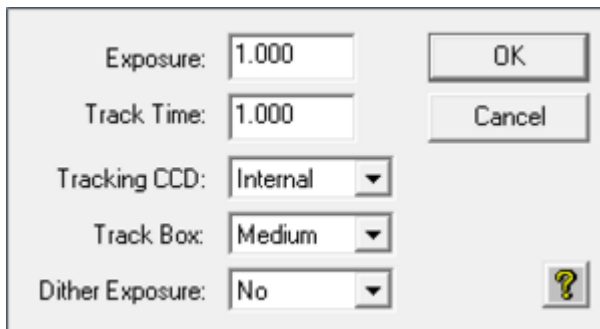 Exposure: 1.000 OK
Track Time: 1.000 Cancel
Tracking CCD: Internal
Track Box: Medium
Dither Exposure: No
?